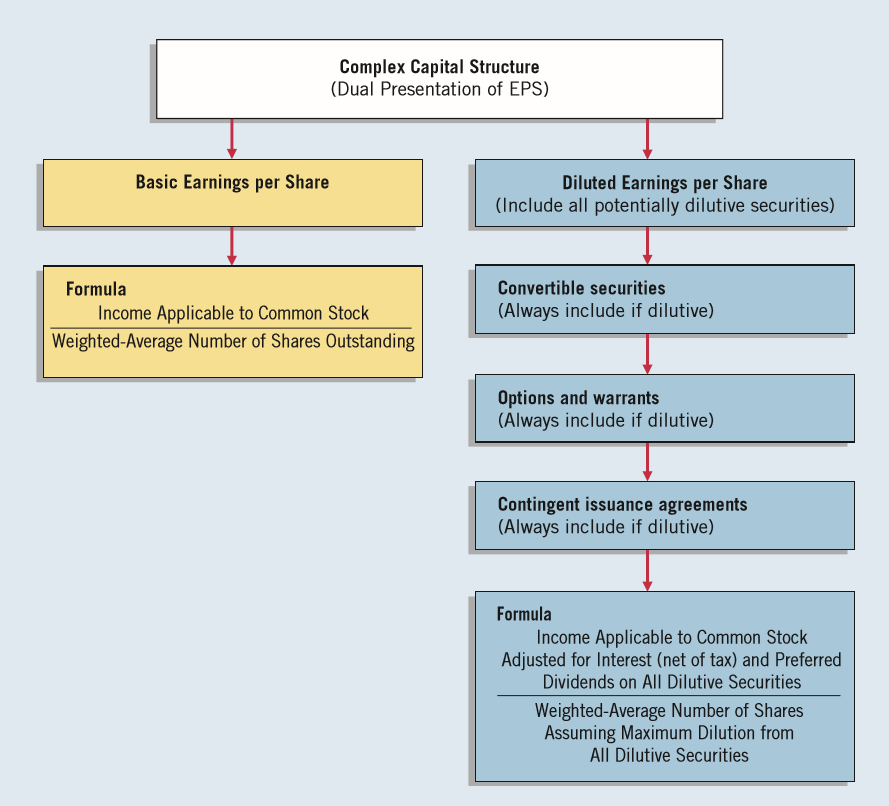 Complex Capital Structure
(Dual Presentation of EPS)
Basic Earnings per Share
Formula
Income Applicable to Common Stock
Weighted-Average Number of Shares Outstanding
Diluted Earnings per Share
(Include all potentially dilutive securities)
Convertible securities
(Always include if dilutive)
Options and warrants
(Always include if dilutive)
Contingent issuance agreements
(Always include if dilutive)
Formula
Income Applicable to Common Stock
Adjusted for Interest (net of tax) and Preferred
Dividends on All Dilutive Securities
Weighted-Average Number of Shares
Assuming Maximum Dilution from
All Dilutive Securities